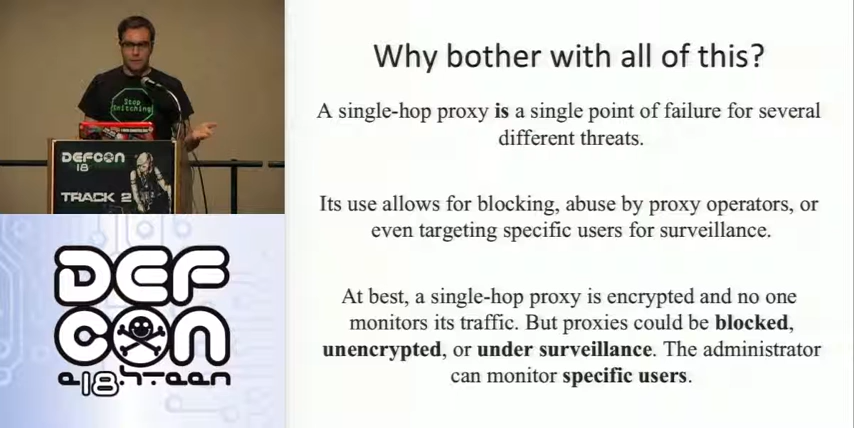 Stop
Snitching
DEFCON
18
TRACK 2
DEF
CON
e18hteen
Why bother with all of this?
A single-hop proxy is a single point of failure for several
different threats.
Its use allows for blocking, abuse by proxy operators, or
even targeting specific users for surveillance.
At best, a single-hop proxy is encrypted and no one
monitors its traffic. But proxies could be blocked,
unencrypted, or under surveillance. The administrator
can monitor specific users.